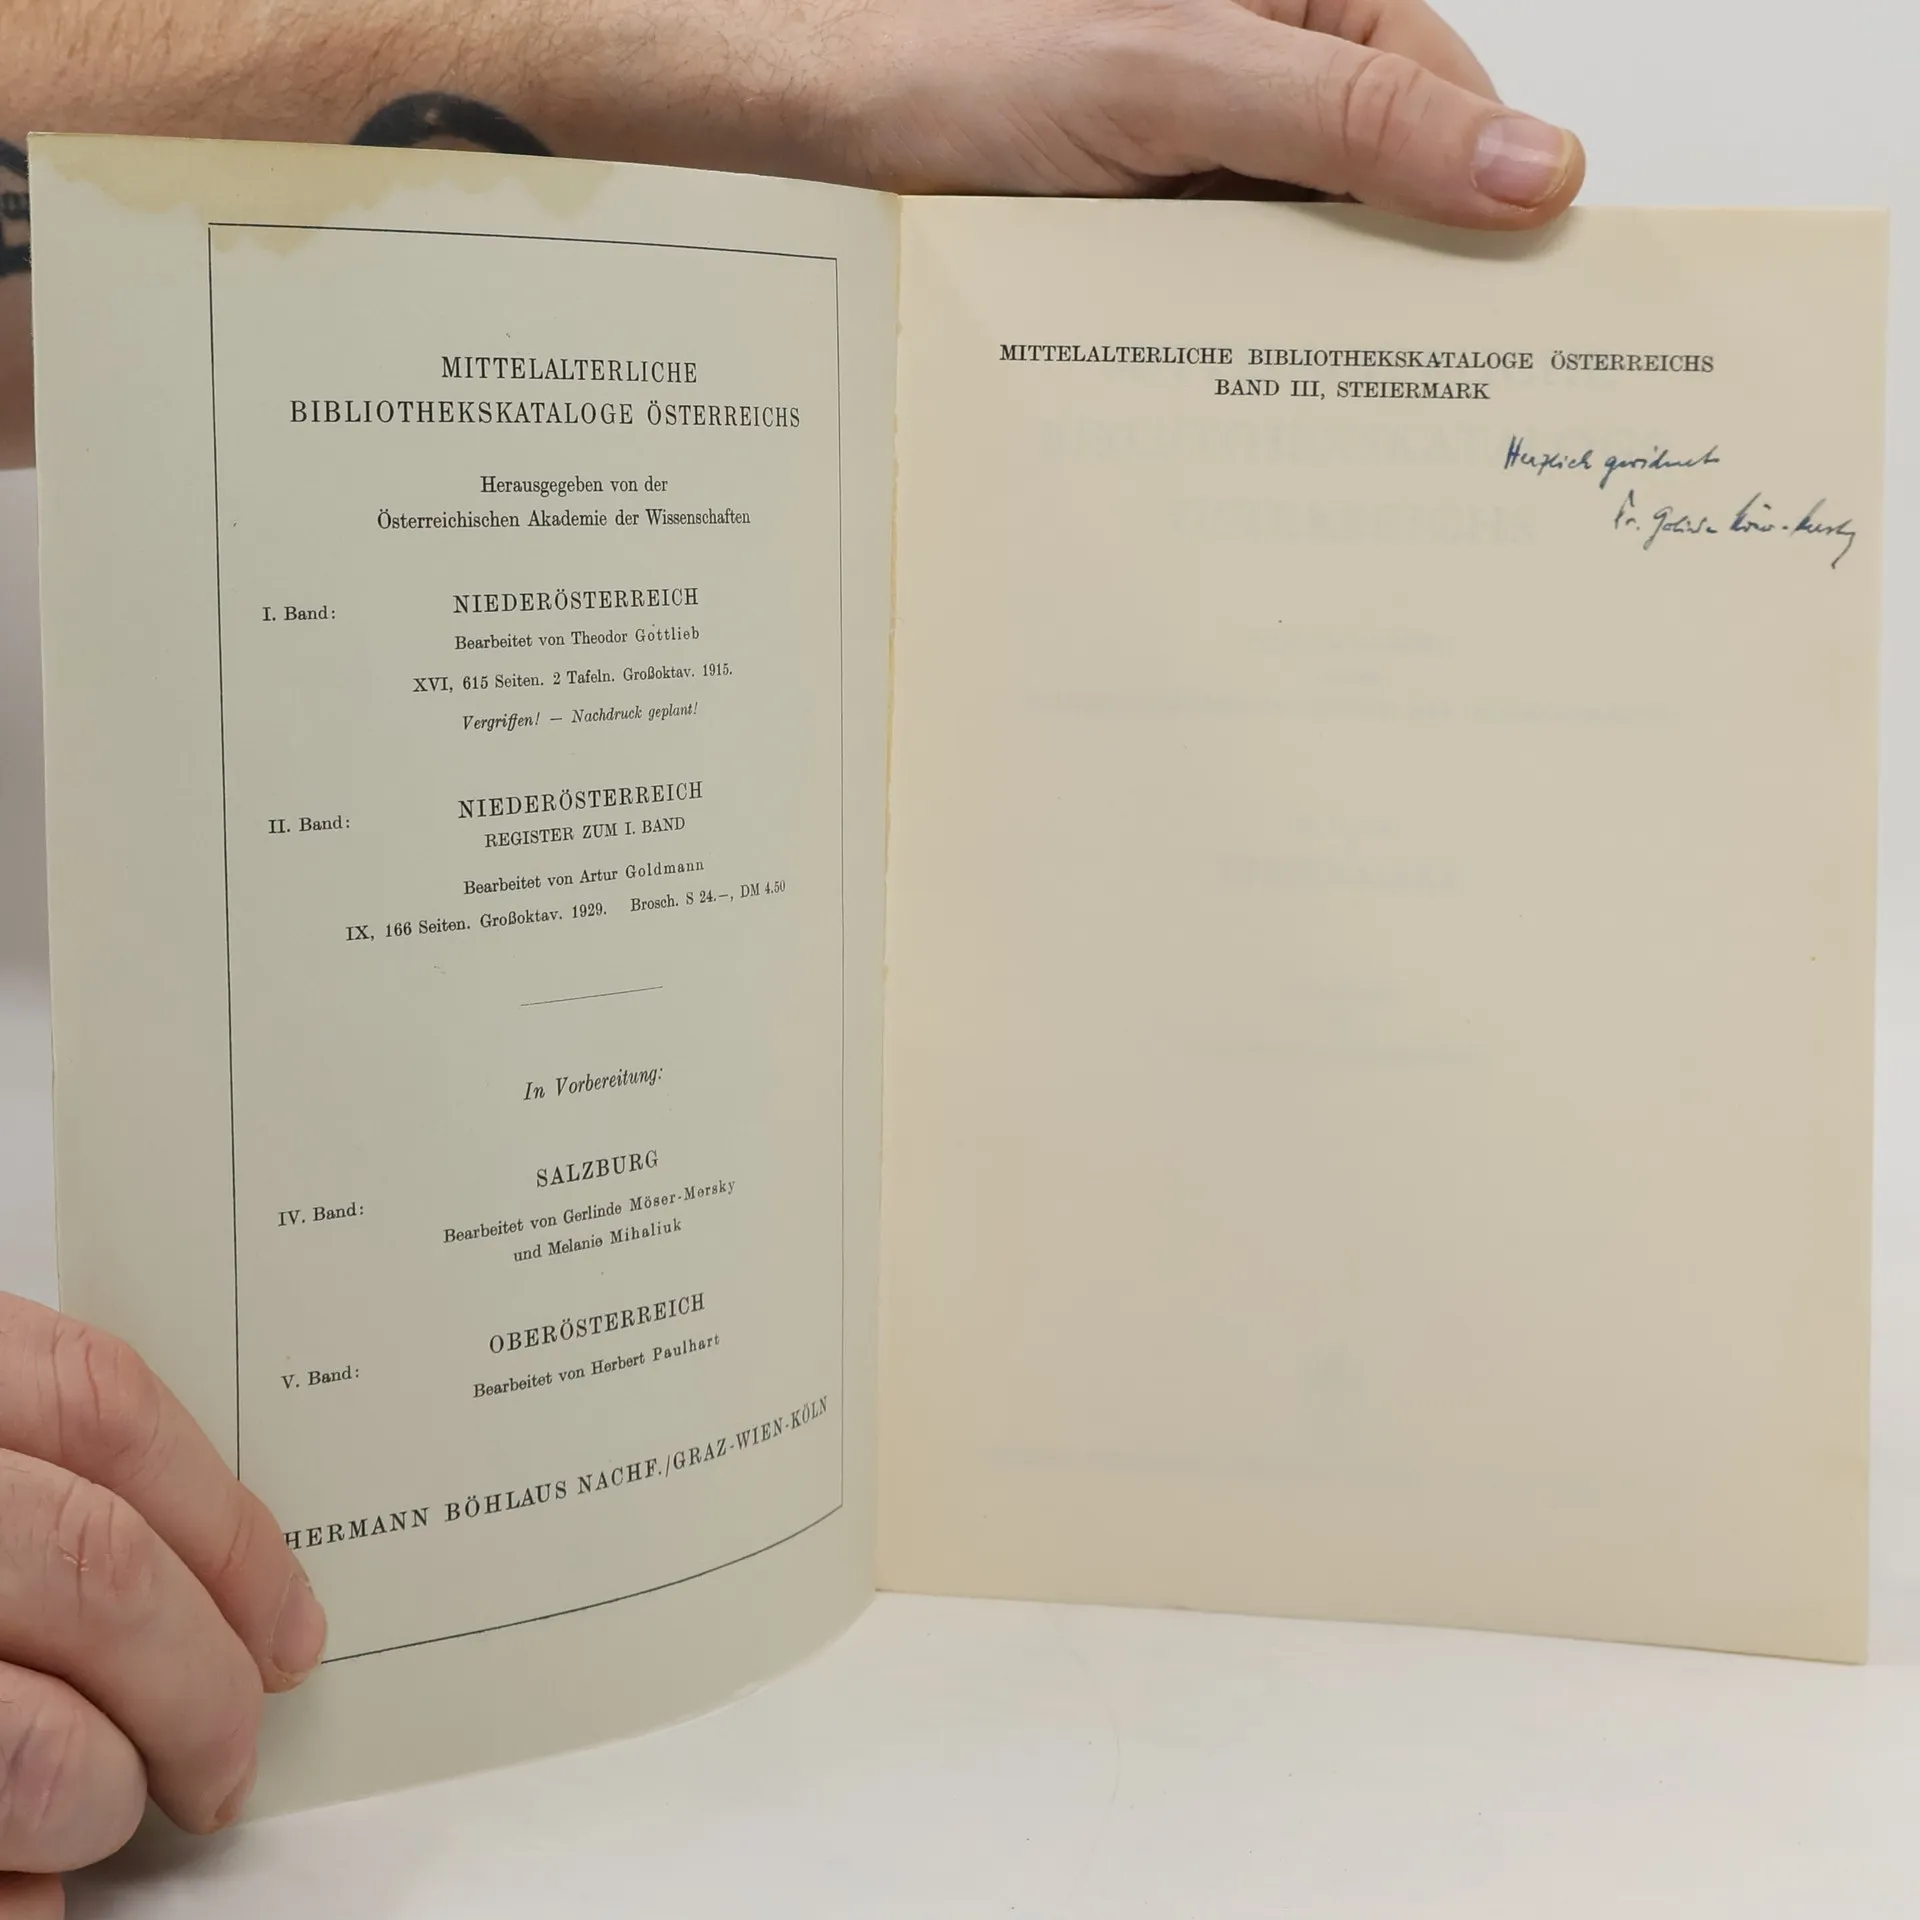 MITTELALTERLICHE
BIBLIOTHEKSKATALOGE ÖSTERREICHS
Herausgegeben von der
Österreichischen Akademie der Wissenschaften
I. Band: NIEDERÖSTERREICH
Bearbeitet von Theodor Gottlieb
XVI, 615 Seiten. 2 Tafeln. Großoktav. 1915.
Vergriffen! — Nachdruck geplant!
II. Band: NIEDERÖSTERREICH
REGISTER ZUM I. BAND
Bearbeitet von Artur Goldmann
IX, 166 Seiten. Großoktav. 1929. Brosch. S 24.–, DM 4.50
In Vorbereitung:
IV. Band: SALZBURG
Bearbeitet von Gerlinde Möser-Mersky
und Melanie Mihaliuk
V. Band: OBERÖSTERREICH
Bearbeitet von Herbert Paulhart
HERMANN BÖHLAUS NACHF./GRAZ-WIEN-KÖLN
MITTELALTERLICHE BIBLIOTHEKSKATALOGE ÖSTERREICHS
BAND III, STEIERMARK
Herzlich gewidmet